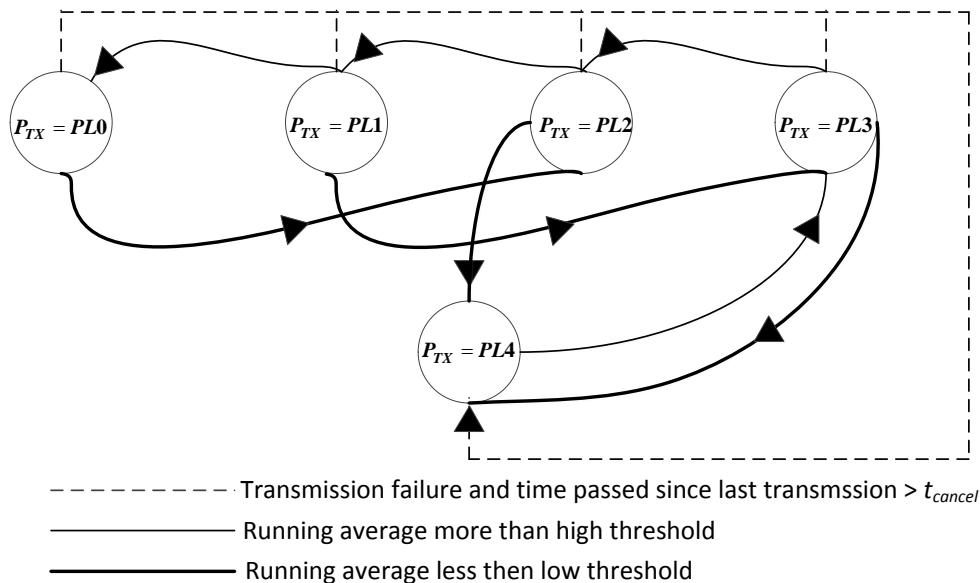 P_TX = PL0
P_TX = PL1
P_TX = PL2
P_TX = PL3
P_TX = PL4
Transmission failure and time passed since last transmssion > t_cancel
Running average more than high threshold
Running average less then low threshold